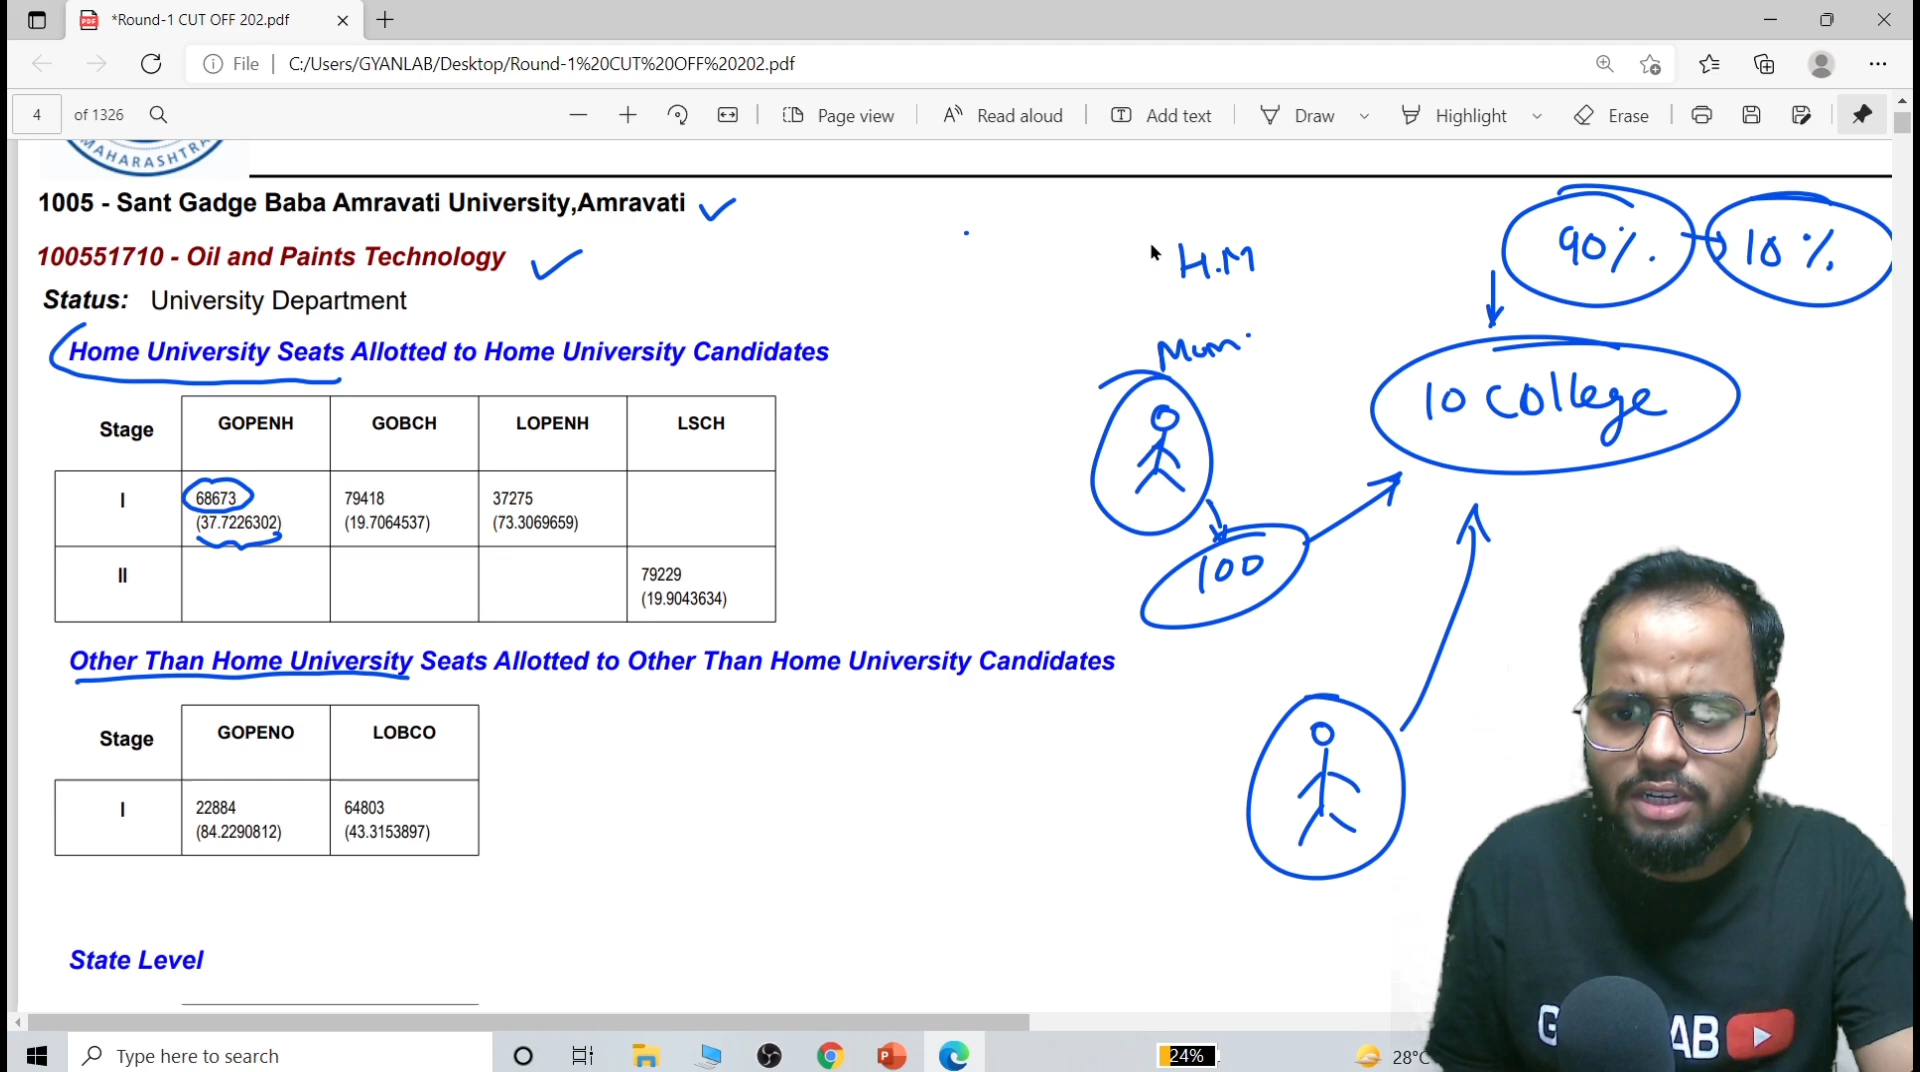 *Round-1 CUT OFF 202.pdf
File C:/Users/GYANLAB/Desktop/Round-1%20CUT%20OFF%20202.pdf
4 of 1326 Page view Read aloud Add text Draw Highlight Erase
MAHARASHTRA
1005 - Sant Gadge Baba Amravati University,Amravati
100551710 - Oil and Paints Technology
Status: University Department
Home University Seats Allotted to Home University Candidates
Stage GOPENH GOBCH LOPENH LSCH
I 68673 79418 37275
(37.7226302) (19.7064537) (73.3069659)
II 79229
(19.9043634)
Other Than Home University Seats Allotted to Other Than Home University Candidates
Stage GOPENO LOBCO
I 22884 64803
(84.2290812) (43.3153897)
State Level
H.M
Mum.
100
90%. 10%.
10 college
G LAB
Type here to search
24%
28°C